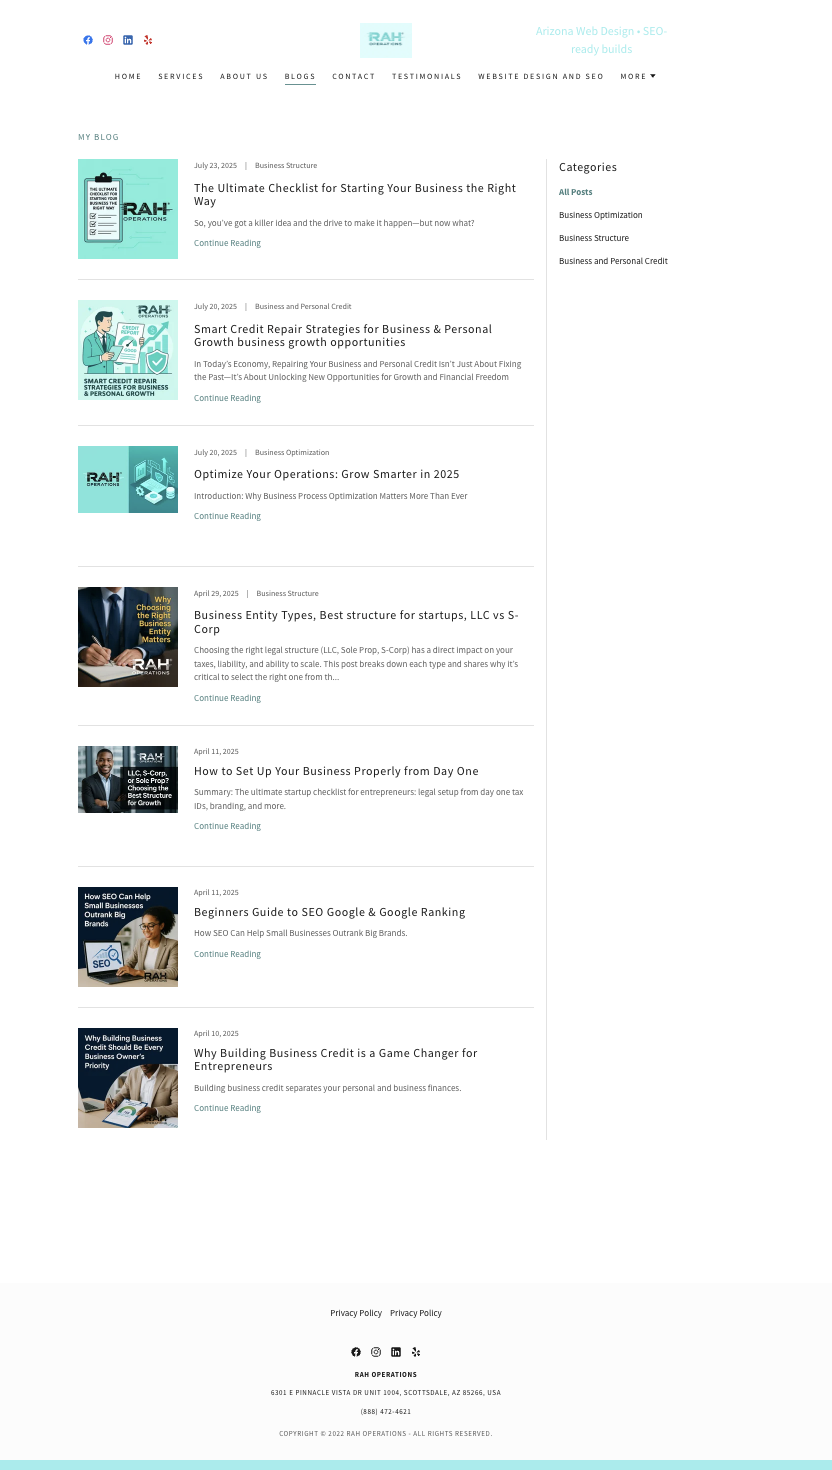 RAH
OPERATIONS
Arizona Web Design • SEO-
ready builds
HOME SERVICES ABOUT US BLOGS CONTACT TESTIMONIALS WEBSITE DESIGN AND SEO MORE
MY BLOG
THE ULTIMATE
CHECKLIST FOR
STARTING YOUR
BUSINESS THE
RIGHT WAY
RAH
OPERATIONS
July 23, 2025 | Business Structure
The Ultimate Checklist for Starting Your Business the Right
Way
So, you've got a killer idea and the drive to make it happen—but now what?
Continue Reading
Categories
All Posts
Business Optimization
Business Structure
Business and Personal Credit
RAH
OPERATIONS
CREDIT
REPORT
GOOD
SMART CREDIT REPAIR
STRATEGIES FOR BUSINESS
& PERSONAL GROWTH
July 20, 2025 | Business and Personal Credit
Smart Credit Repair Strategies for Business & Personal
Growth business growth opportunities
In Today's Economy, Repairing Your Business and Personal Credit Isn't Just About Fixing
the Past—It's About Unlocking New Opportunities for Growth and Financial Freedom
Continue Reading
RAH
OPERATIONS
July 20, 2025 | Business Optimization
Optimize Your Operations: Grow Smarter in 2025
Introduction: Why Business Process Optimization Matters More Than Ever
Continue Reading
Why
Choosing
the Right
Business
Entity
Matters
RAH
OPERATIONS
April 29, 2025 | Business Structure
Business Entity Types, Best structure for startups, LLC vs S-
Corp
Choosing the right legal structure (LLC, Sole Prop, S-Corp) has a direct impact on your
taxes, liability, and ability to scale. This post breaks down each type and shares why it's
critical to select the right one from th...
Continue Reading
RAH
OPERATIONS
LLC, S-Corp,
or Sole Prop?
Choosing the
Best Structure
for Growth
April 11, 2025
How to Set Up Your Business Properly from Day One
Summary: The ultimate startup checklist for entrepreneurs: legal setup from day one tax
IDs, branding, and more.
Continue Reading
How SEO Can Help
Small Businesses
Outrank Big
Brands
SEO
RAH
OPERATIONS
April 11, 2025
Beginners Guide to SEO Google & Google Ranking
How SEO Can Help Small Businesses Outrank Big Brands.
Continue Reading
Why Building Business
Credit Should Be Every
Business Owner's
Priority
RAH
OPERATIONS
April 10, 2025
Why Building Business Credit is a Game Changer for
Entrepreneurs
Building business credit separates your personal and business finances.
Continue Reading
Privacy Policy Privacy Policy
RAH OPERATIONS
6301 E PINNACLE VISTA DR UNIT 1004, SCOTTSDALE, AZ 85266, USA
(888) 472-4621
COPYRIGHT © 2022 RAH OPERATIONS - ALL RIGHTS RESERVED.